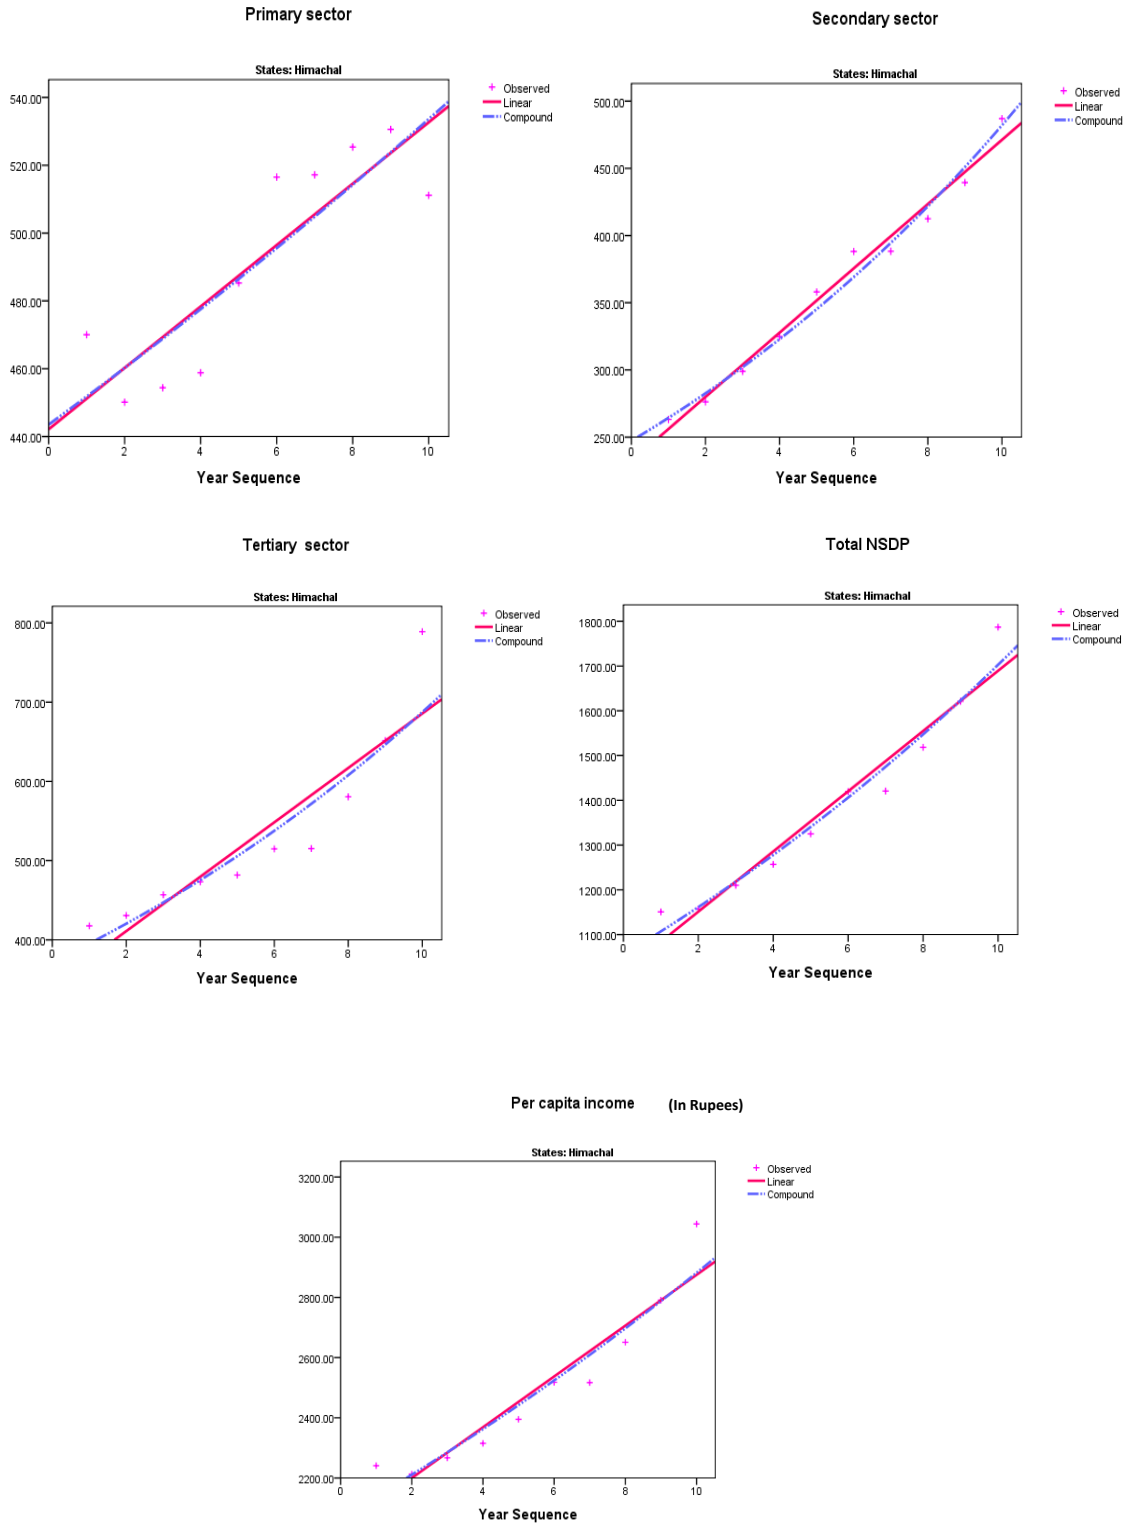 Primary sector
States: Himachal
Observed
Linear
Compound
540.00
520.00
500.00
480.00
460.00
440.00
0 2 4 6 8 10
Year Sequence
Secondary sector
States: Himachal
Observed
Linear
Compound
500.00
450.00
400.00
350.00
300.00
250.00
0 2 4 6 8 10
Year Sequence
Tertiary sector
States: Himachal
Observed
Linear
Compound
800.00
700.00
600.00
500.00
400.00
0 2 4 6 8 10
Year Sequence
Total NSDP
States: Himachal
Observed
Linear
Compound
1800.00
1700.00
1600.00
1500.00
1400.00
1300.00
1200.00
1100.00
0 2 4 6 8 10
Year Sequence
Per capita income (In Rupees)
States: Himachal
Observed
Linear
Compound
3200.00
3000.00
2800.00
2600.00
2400.00
2200.00
0 2 4 6 8 10
Year Sequence